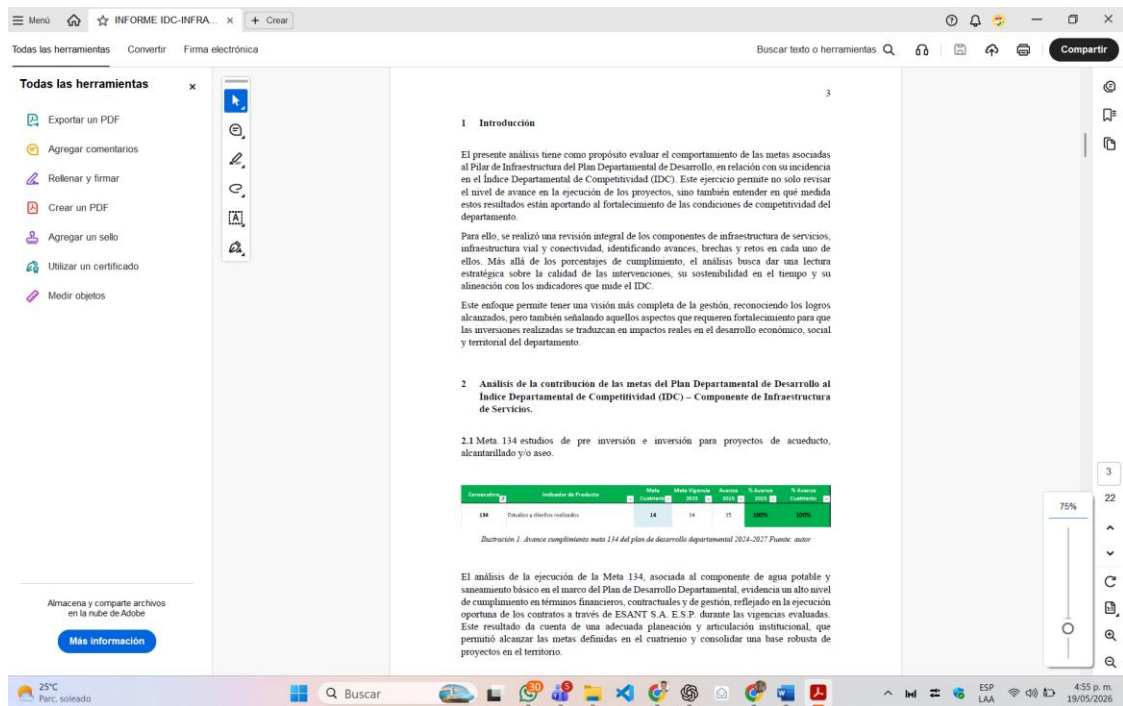 Menú
INFORME IDC-INFRA... ×
+ Crear
Todas las herramientas
Convertir
Firma electrónica
Buscar texto o herramientas
Compartir
Todas las herramientas
×
Exportar un PDF
Agregar comentarios
Rellenar y firmar
Crear un PDF
Agregar un sello
Utilizar un certificado
Medir objetos
Almacena y comparte archivos
en la nube de Adobe
Más información
3
1 Introducción
El presente análisis tiene como propósito evaluar el comportamiento de las metas asociadas
al Pilar de Infraestructura del Plan Departamental de Desarrollo, en relación con su incidencia
en el Índice Departamental de Competitividad (IDC). Este ejercicio permite no solo revisar
el nivel de avance en la ejecución de los proyectos, sino también entender en qué medida
estos resultados están aportando al fortalecimiento de las condiciones de competitividad del
departamento.
Para ello, se realizó una revisión integral de los componentes de infraestructura de servicios,
infraestructura vial y conectividad, identificando avances, brechas y retos en cada uno de
ellos. Más allá de los porcentajes de cumplimiento, el análisis busca dar una lectura
estratégica sobre la calidad de las intervenciones, su sostenibilidad en el tiempo y su
alineación con los indicadores que mide el IDC.
Este enfoque permite tener una visión más completa de la gestión, reconociendo los logros
alcanzados, pero también señalando aquellos aspectos que requieren fortalecimiento para que
las inversiones realizadas se traduzcan en impactos reales en el desarrollo económico, social
y territorial del departamento.
2 Análisis de la contribución de las metas del Plan Departamental de Desarrollo al
Índice Departamental de Competitividad (IDC) – Componente de Infraestructura
de Servicios.
2.1 Meta. 134 estudios de pre inversión e inversión para proyectos de acueducto,
alcantarillado y/o aseo.
Consecutivo Indicador de Producto Meta Cuatrienio Meta Vigencia 2025 Avance 2025 % Avance 2025 % Avance Cuatrienio
134 Estudios y diseños realizados 14 14 15 100% 100%
Ilustración 1. Avance cumplimiento meta 134 del plan de desarrollo departamental 2024-2027 Fuente: autor
El análisis de la ejecución de la Meta 134, asociada al componente de agua potable y
saneamiento básico en el marco del Plan de Desarrollo Departamental, evidencia un alto nivel
de cumplimiento en términos financieros, contractuales y de gestión, reflejado en la ejecución
oportuna de los contratos a través de ESANT S.A. E.S.P. durante las vigencias evaluadas.
Este resultado da cuenta de una adecuada planeación y articulación institucional, que
permitió alcanzar las metas definidas en el cuatrienio y consolidar una base robusta de
proyectos en el territorio.
3
22
75%
25°C
Parc. soleado
Buscar
30
5
ESP
LAA
4:55 p. m.
19/05/2026